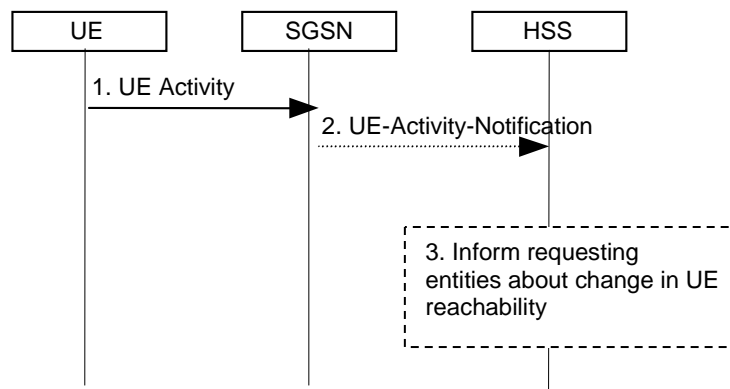 UE
SGSN
HSS
1. UE Activity
2. UE-Activity-Notification
3. Inform requesting
entities about change in UE
reachability